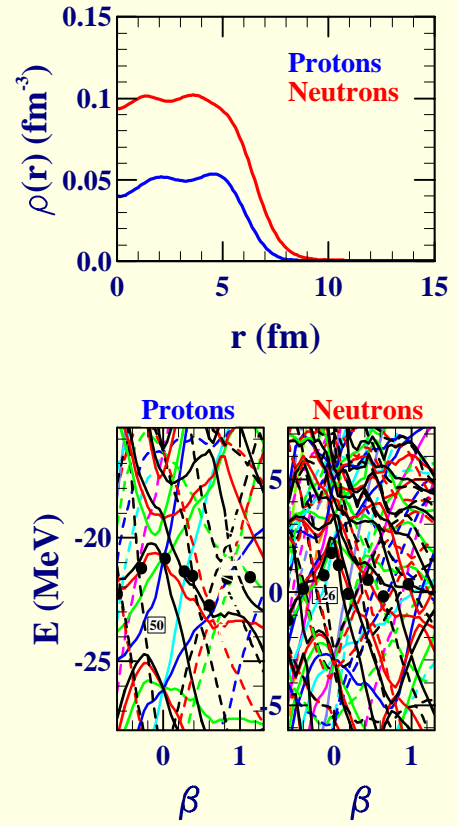 0.15
0.1
0.05
0.0
ρ(r) (fm⁻³)
Protons
Neutrons
0
5
10
15
r (fm)
Protons
Neutrons
E (MeV)
-20
-25
50
5
0
-5
126
0
1
0
1
β
β